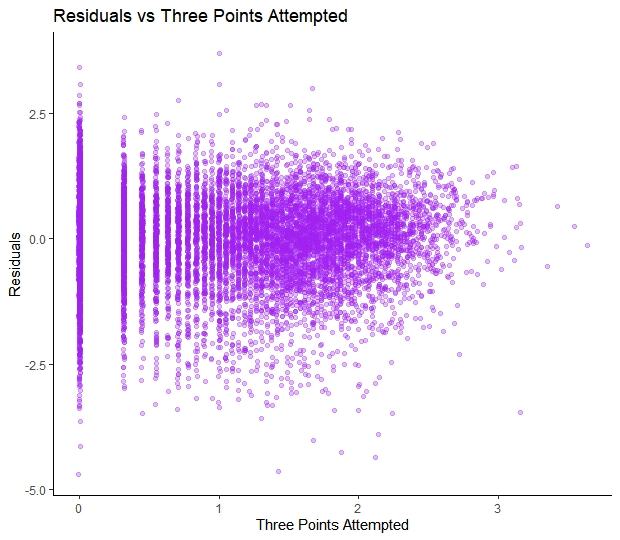 Residuals vs Three Points Attempted
2.5
0.0
-2.5
-5.0
Residuals
0 1 2 3
Three Points Attempted